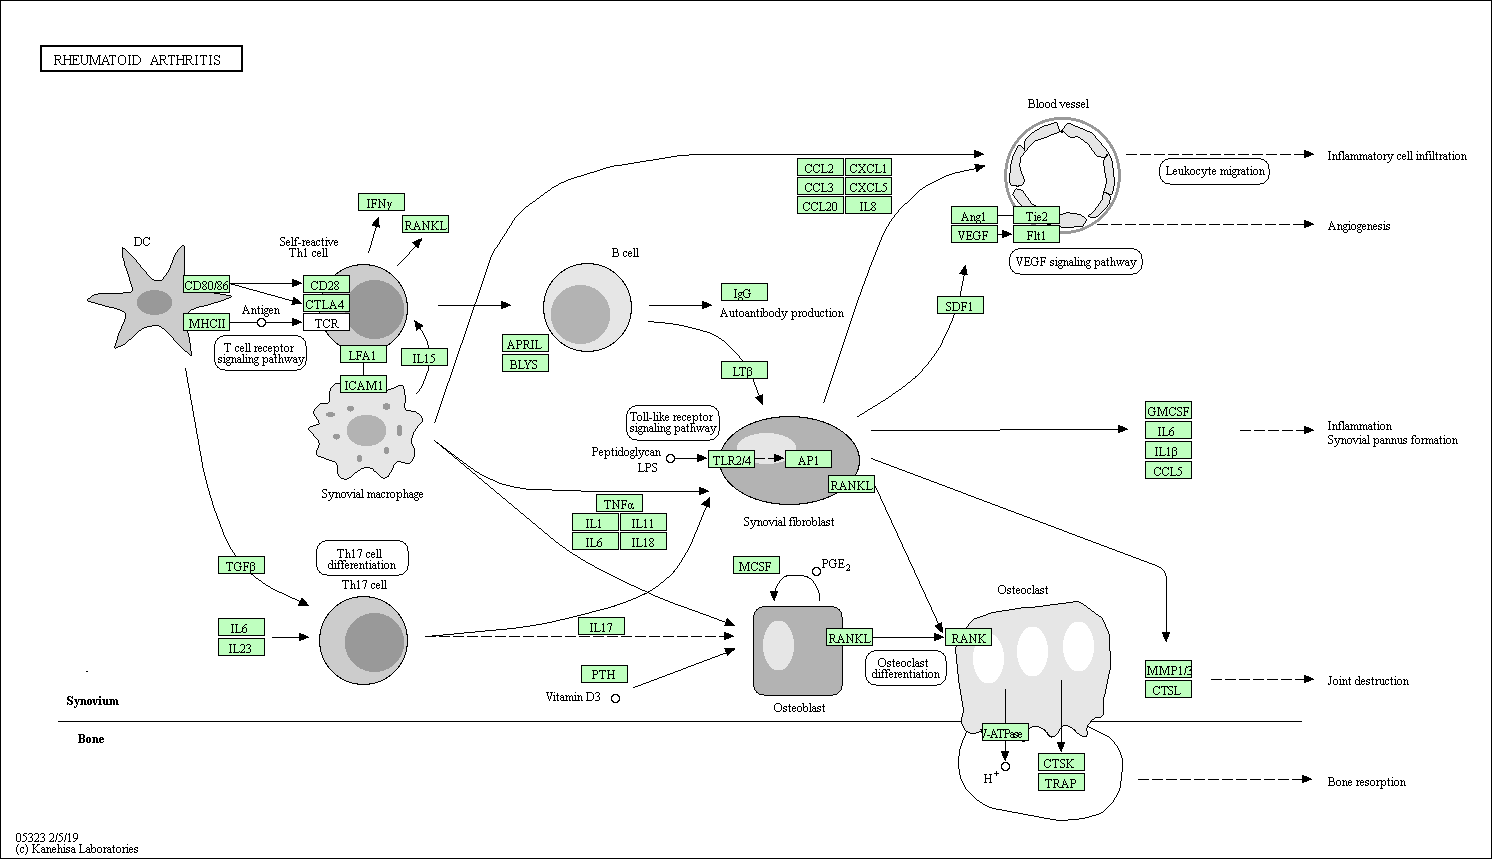 RHEUMATOID ARTHRITIS
Blood vessel
Inflammatory cell infiltration
CCL2
CXCL1
CCL3
CXCL5
CCL20
IL8
Leukocyte migration
IFNγ
RANKL
Ang1
Tie2
VEGF
Flt1
Angiogenesis
VEGF signaling pathway
DC
Self-reactive
Th1 cell
B cell
CD80/86
CD28
CTLA4
Antigen
MHCII
TCR
T cell receptor
signaling pathway
LFA1
IL15
ICAM1
IgG
Autoantibody production
SDF1
APRIL
BLYS
LTβ
Toll-like receptor
signaling pathway
Peptidoglycan
LPS
TLR2/4
AP1
RANKL
Synovial fibroblast
GMCSF
IL6
IL1β
CCL5
Inflammation
Synovial pannus formation
Synovial macrophage
TNFα
IL1
IL11
IL6
IL18
TGFβ
Th17 cell
differentiation
Th17 cell
IL6
IL23
IL17
PTH
Vitamin D3
MCSF
PGE2
Osteoblast
RANKL
RANK
Osteoclast
differentiation
Osteoclast
MMP1/3
CTSL
Joint destruction
Synovium
Bone
V-ATPase
H+
CTSK
TRAP
Bone resorption
05323 2/5/19
(c) Kanehisa Laboratories